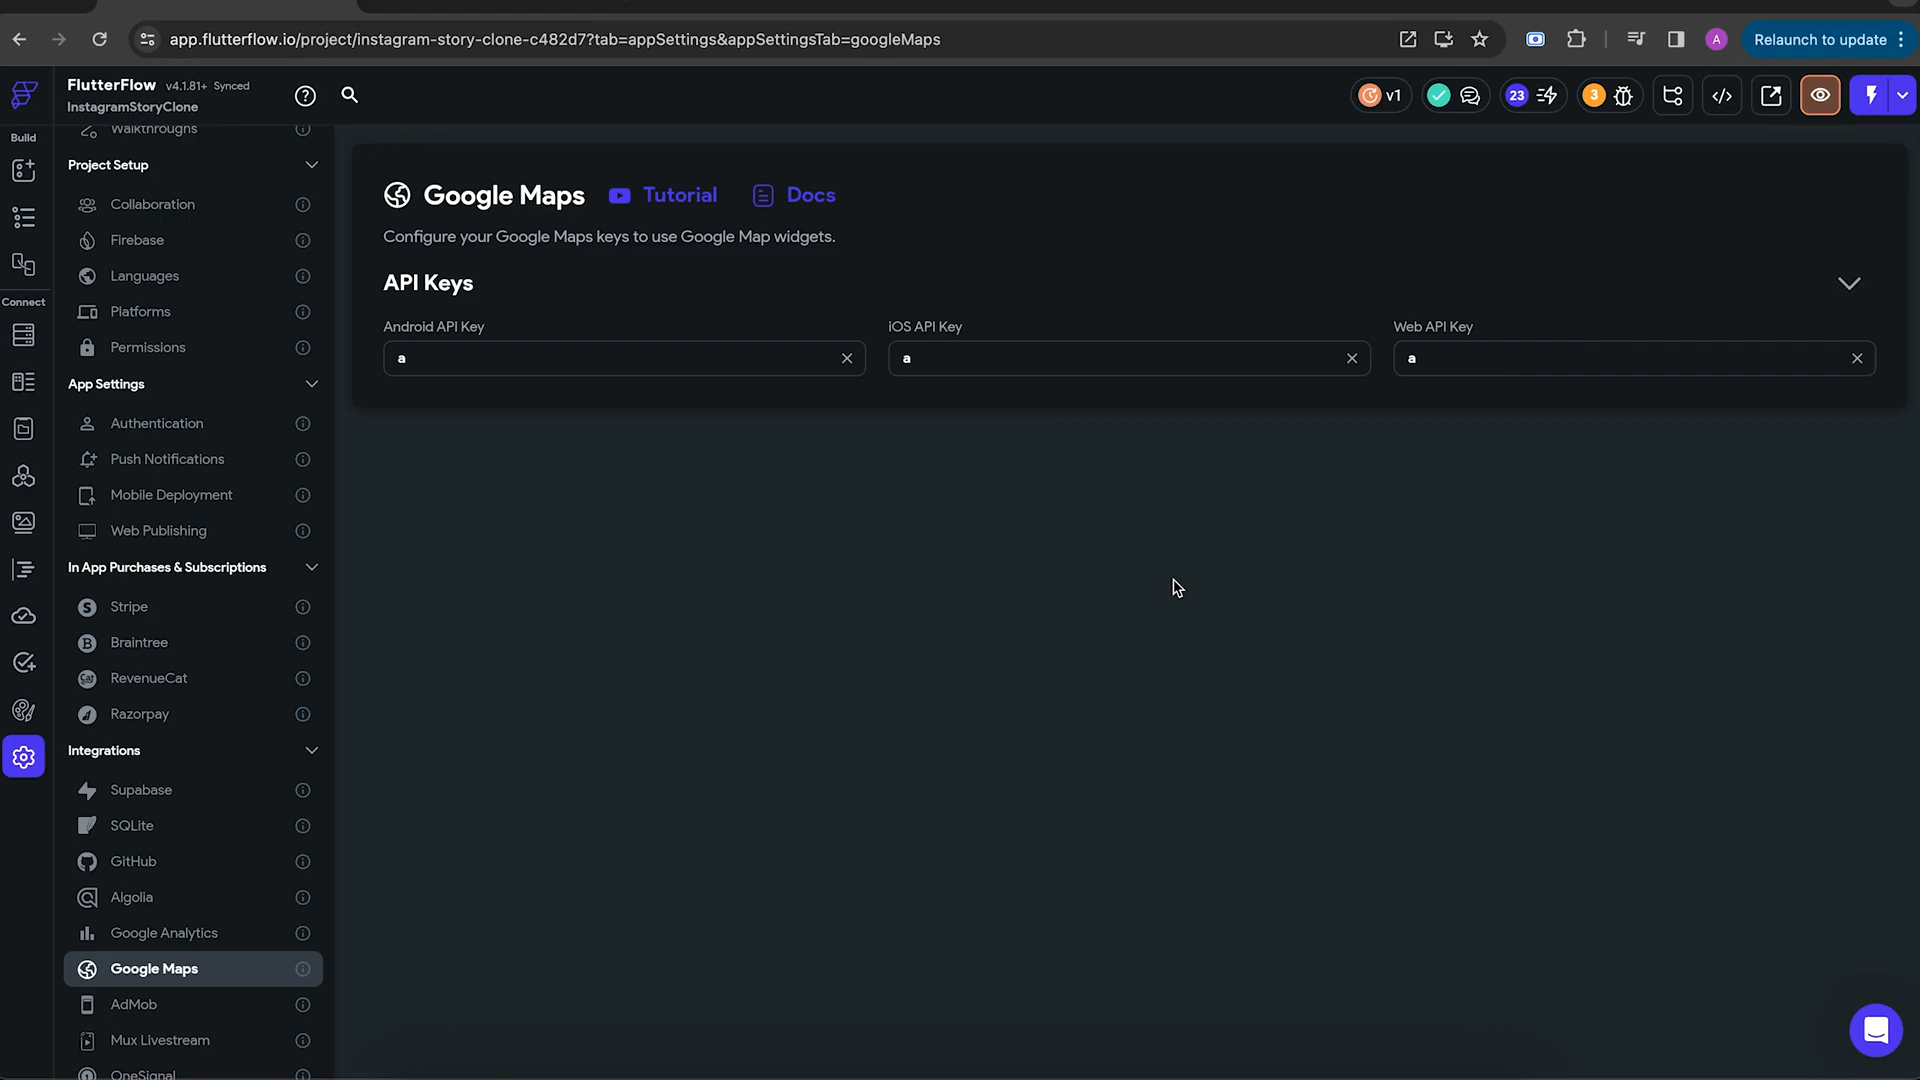 app.flutterflow.io/project/instagram-story-clone-c482d7?tab=appSettings&appSettingsTab=googleMaps
A
Relaunch to update
FlutterFlow v4.1.81+ Synced
InstagramStoryClone
v1
23
3
Build
Connect
Walkthroughs
Project Setup
Collaboration
Firebase
Languages
Platforms
Permissions
App Settings
Authentication
Push Notifications
Mobile Deployment
Web Publishing
In App Purchases & Subscriptions
Stripe
Braintree
RevenueCat
Razorpay
Integrations
Supabase
SQLite
GitHub
Algolia
Google Analytics
Google Maps
AdMob
Mux Livestream
OneSignal
Google Maps Tutorial Docs
Configure your Google Maps keys to use Google Map widgets.
API Keys
Android API Key iOS API Key Web API Key
a a a